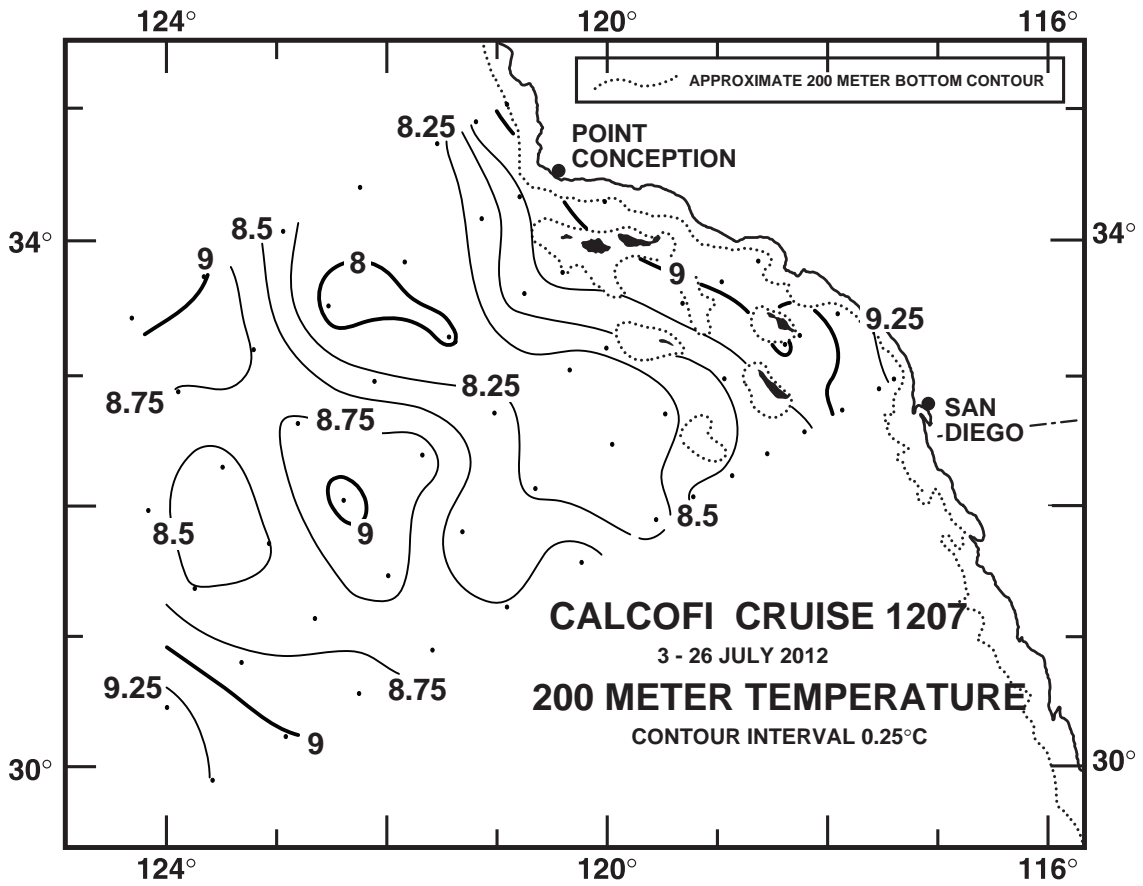 124° 120° 116°
APPROXIMATE 200 METER BOTTOM CONTOUR
8.25
POINT
CONCEPTION
34° 8.5 34°
9 8 9
9.25
8.75 8.25
SAN
DIEGO
8.75
8.5 9 8.5
CALCOFI CRUISE 1207
3 - 26 JULY 2012
9.25 8.75
200 METER TEMPERATURE
CONTOUR INTERVAL 0.25°C
9
30° 30°
124° 120° 116°